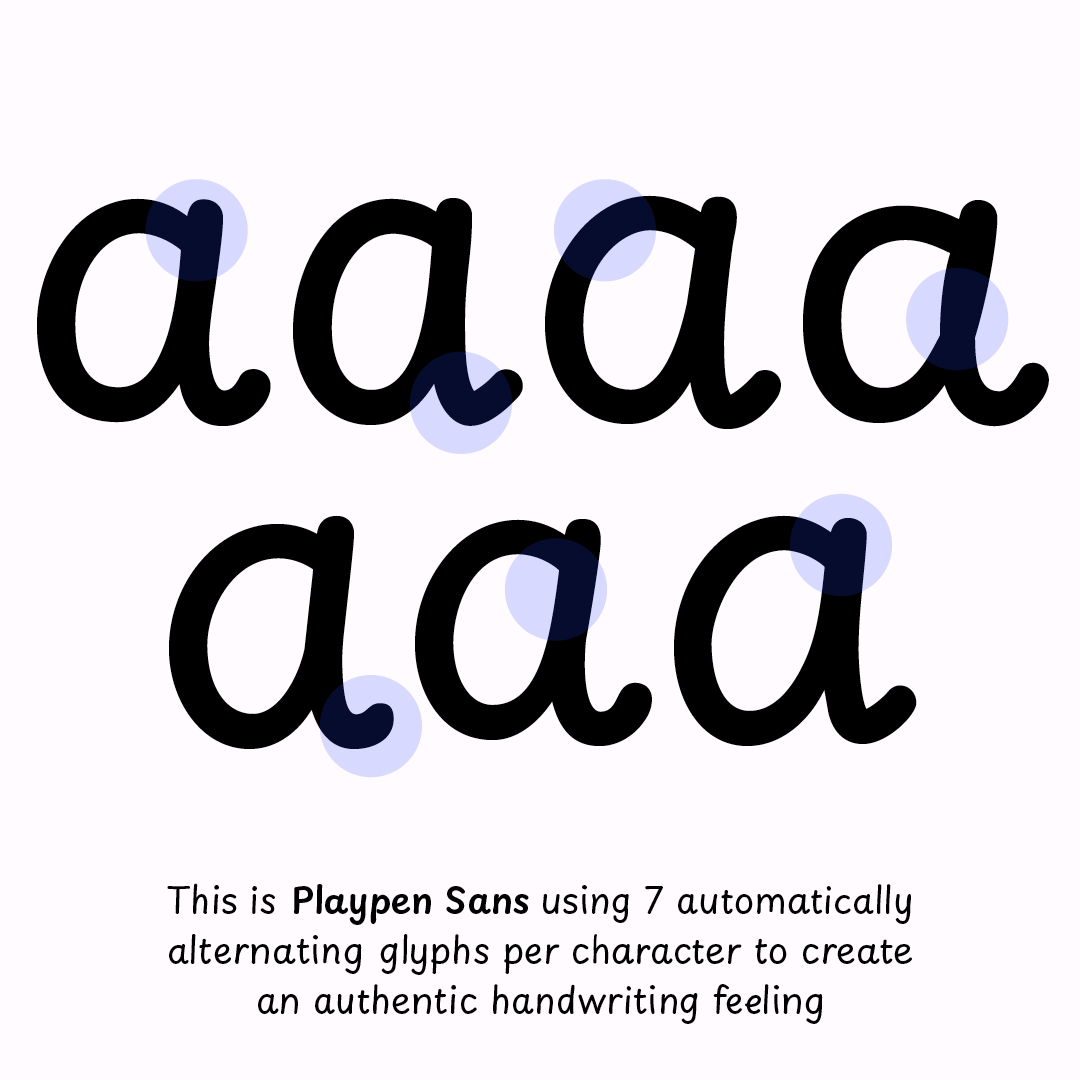 aaaa
aaa
This is Playpen Sans using 7 automatically
alternating glyphs per character to create
an authentic handwriting feeling